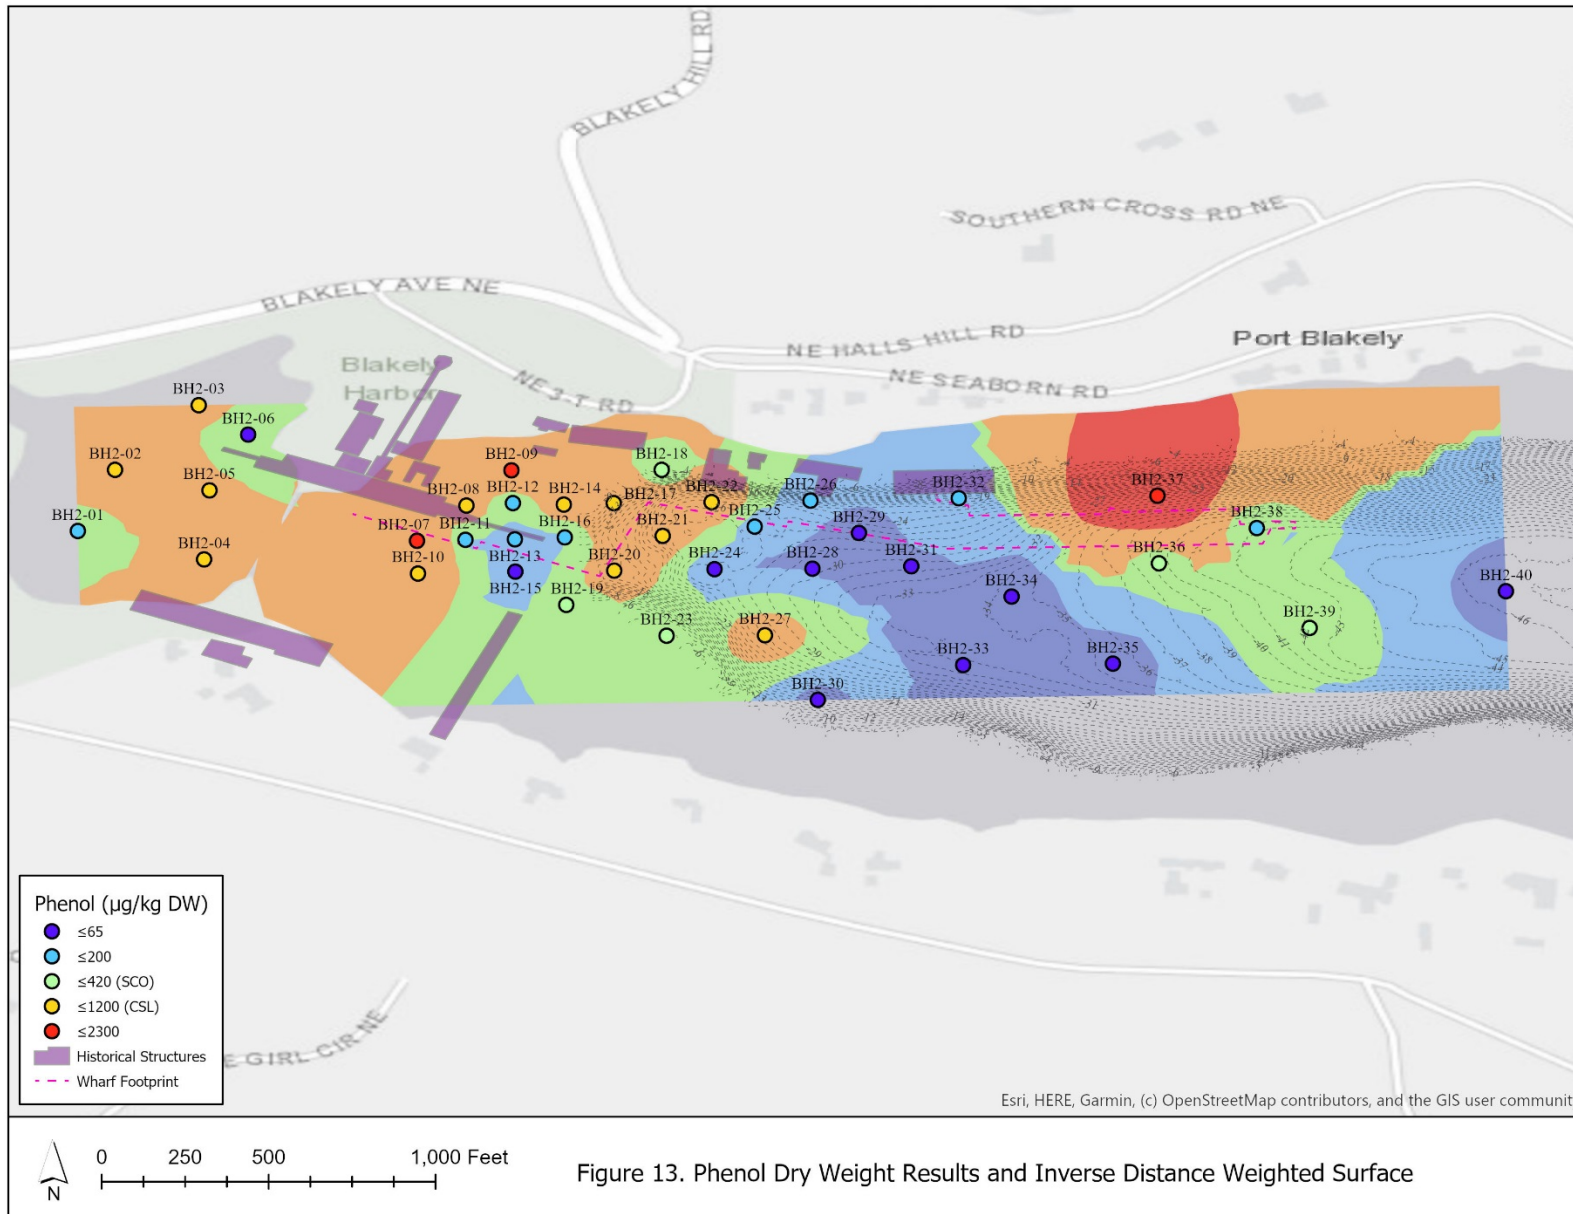 BLAKELY HILL RD
SOUTHERN CROSS RD NE
BLAKELY AVE NE
NE HALLS HILL RD
Port Blakely
NE SEABORN RD
NE 3-T RD
Blakely
Harbor
BH2-03
BH2-06
BH2-02
BH2-05
BH2-01
BH2-04
BH2-09
BH2-08
BH2-12
BH2-14
BH2-18
BH2-17
BH2-22
BH2-26
BH2-32
BH2-37
BH2-07
BH2-11
BH2-16
BH2-21
BH2-25
BH2-29
BH2-38
BH2-10
BH2-13
BH2-20
BH2-24
BH2-28
BH2-31
BH2-36
BH2-15
BH2-19
BH2-34
BH2-40
BH2-23
BH2-27
BH2-33
BH2-35
BH2-39
BH2-30
Phenol (µg/kg DW)
≤65
≤200
≤420 (SCO)
≤1200 (CSL)
≤2300
Historical Structures
Wharf Footprint
E GIRL CIR NE
Esri, HERE, Garmin, (c) OpenStreetMap contributors, and the GIS user communit
N
0 250 500 1,000 Feet
Figure 13. Phenol Dry Weight Results and Inverse Distance Weighted Surface